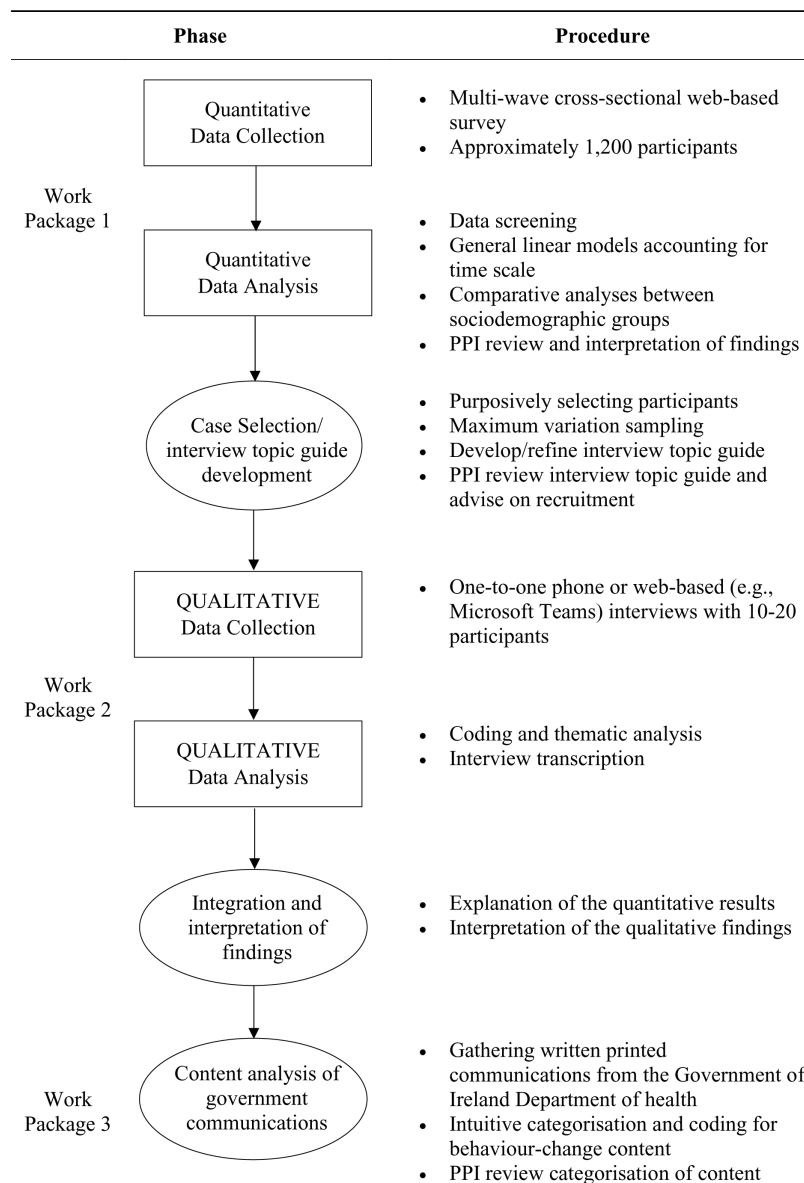 Phase
Procedure
Quantitative
Data Collection
• Multi-wave cross-sectional web-based
survey
• Approximately 1,200 participants
Work
Package 1
Quantitative
Data Analysis
• Data screening
• General linear models accounting for
time scale
• Comparative analyses between
sociodemographic groups
• PPI review and interpretation of findings
Case Selection/
interview topic guide
development
• Purposively selecting participants
• Maximum variation sampling
• Develop/refine interview topic guide
• PPI review interview topic guide and
advise on recruitment
QUALITATIVE
Data Collection
• One-to-one phone or web-based (e.g.,
Microsoft Teams) interviews with 10-20
participants
Work
Package 2
QUALITATIVE
Data Analysis
• Coding and thematic analysis
• Interview transcription
Integration and
interpretation of
findings
• Explanation of the quantitative results
• Interpretation of the qualitative findings
Work
Package 3
Content analysis of
government
communications
• Gathering written printed
communications from the Government of
Ireland Department of health
• Intuitive categorisation and coding for
behaviour-change content
• PPI review categorisation of content